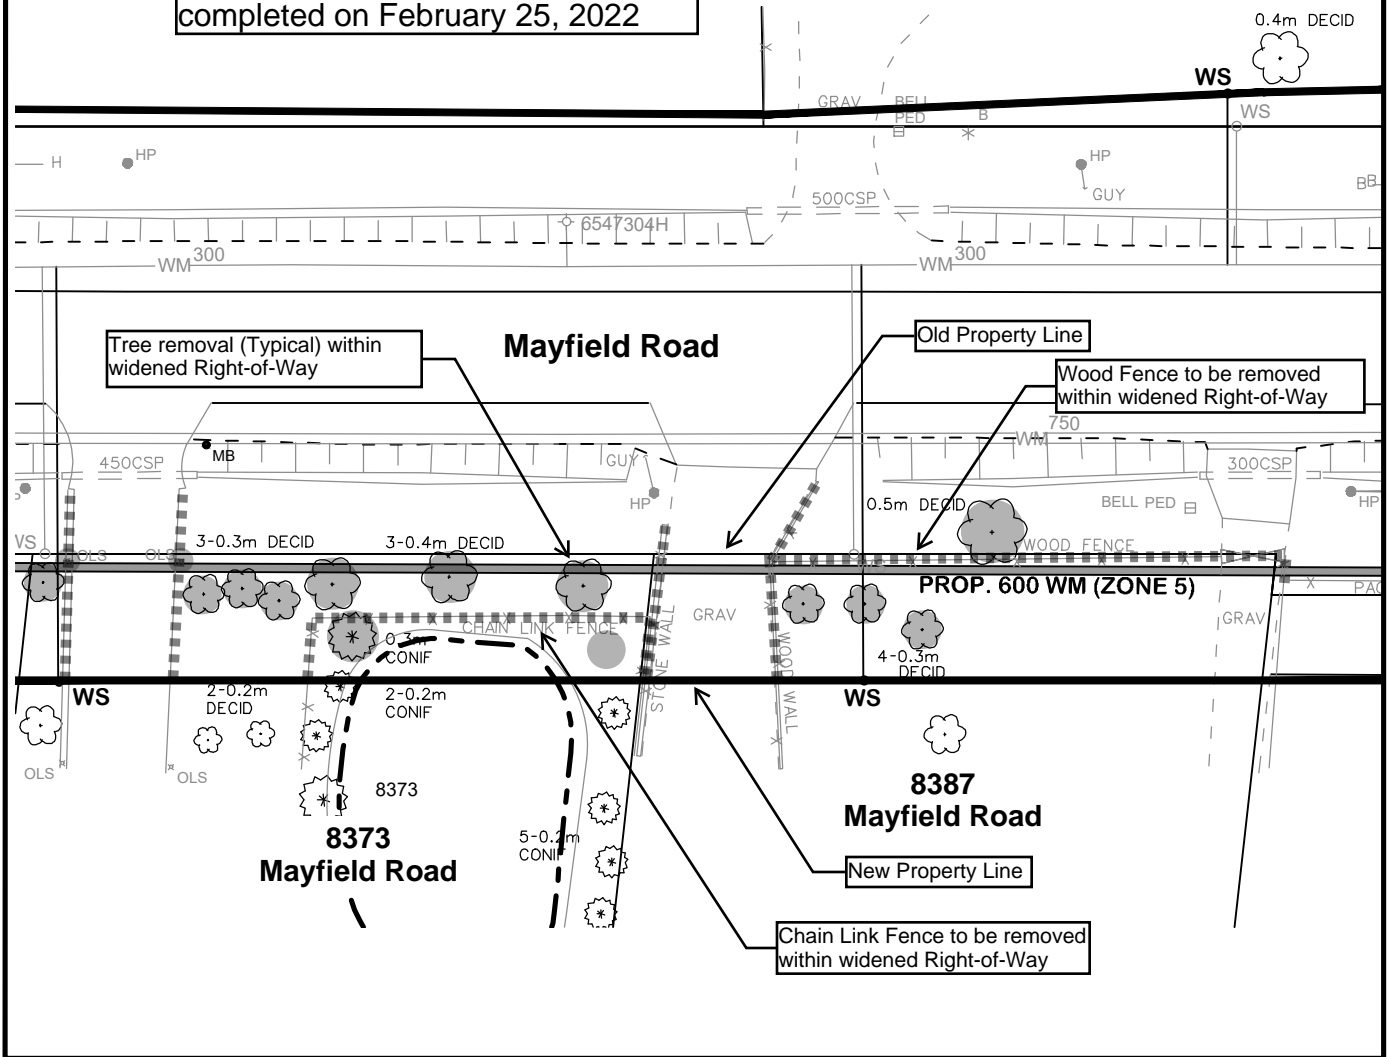 completed on February 25, 2022
0.4m DECID
WS
GRAV
BELL
PED
B
WS
H
HP
HP
GUY
BB
500CSP
6547304H
WM 300
WM 300
Tree removal (Typical) within
widened Right-of-Way
Mayfield Road
Old Property Line
Wood Fence to be removed
within widened Right-of-Way
750
WM
MB
450CSP
GUY
300CSP
HP
0.5m DECID
BELL PED
HP
WS
OLS
OLS
3-0.3m DECID
3-0.4m DECID
WOOD FENCE
PROP. 600 WM (ZONE 5)
GRAV
GRAV
CHAIN LINK FENCE
STONE WALL
WOOD WALL
0.3m
CONIF
4-0.3m
DECID
WS
2-0.2m
DECID
2-0.2m
CONIF
WS
OLS
OLS
8373
8387
Mayfield Road
8373
Mayfield Road
5-0.2m
CONIF
New Property Line
Chain Link Fence to be removed
within widened Right-of-Way